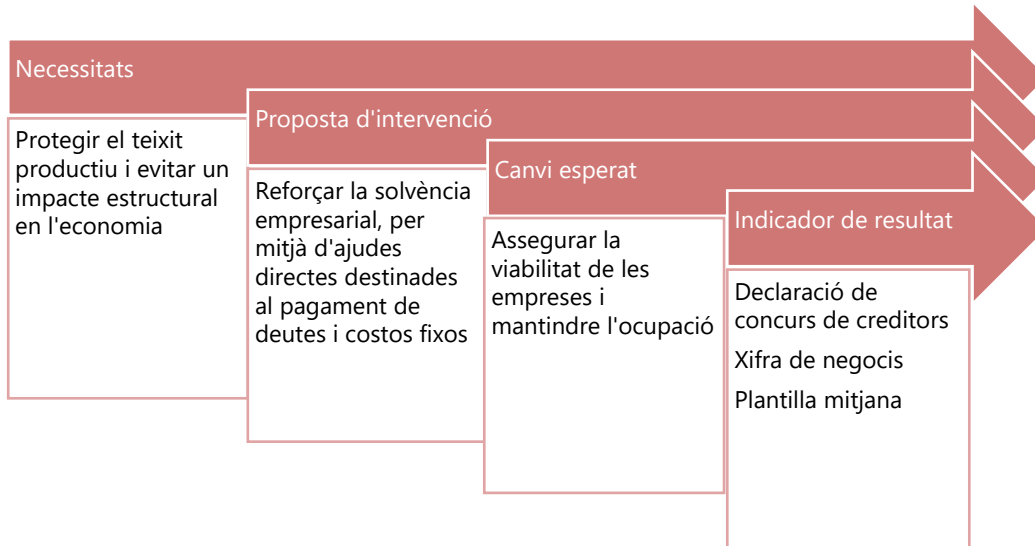 Necessitats
Protegir el teixit
productiu i evitar un
impacte estructural
en l'economia
Proposta d'intervenció
Reforçar la solvència
empresarial, per
mitjà d'ajudes
directes destinades
al pagament de
deutes i costos fixos
Canvi esperat
Assegurar la
viabilitat de les
empreses i
mantindre l'ocupació
Indicador de resultat
Declaració de
concurs de creditors
Xifra de negocis
Plantilla mitjana